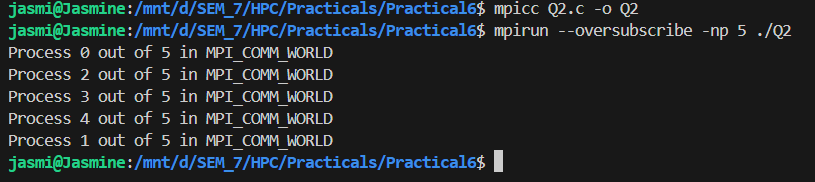 jasmi@Jasmine:/mnt/d/SEM_7/HPC/Practicals/Practical6$ mpicc Q2.c -o Q2
jasmi@Jasmine:/mnt/d/SEM_7/HPC/Practicals/Practical6$ mpirun --oversubscribe -np 5 ./Q2
Process 0 out of 5 in MPI_COMM_WORLD
Process 2 out of 5 in MPI_COMM_WORLD
Process 3 out of 5 in MPI_COMM_WORLD
Process 4 out of 5 in MPI_COMM_WORLD
Process 1 out of 5 in MPI_COMM_WORLD
jasmi@Jasmine:/mnt/d/SEM_7/HPC/Practicals/Practical6$